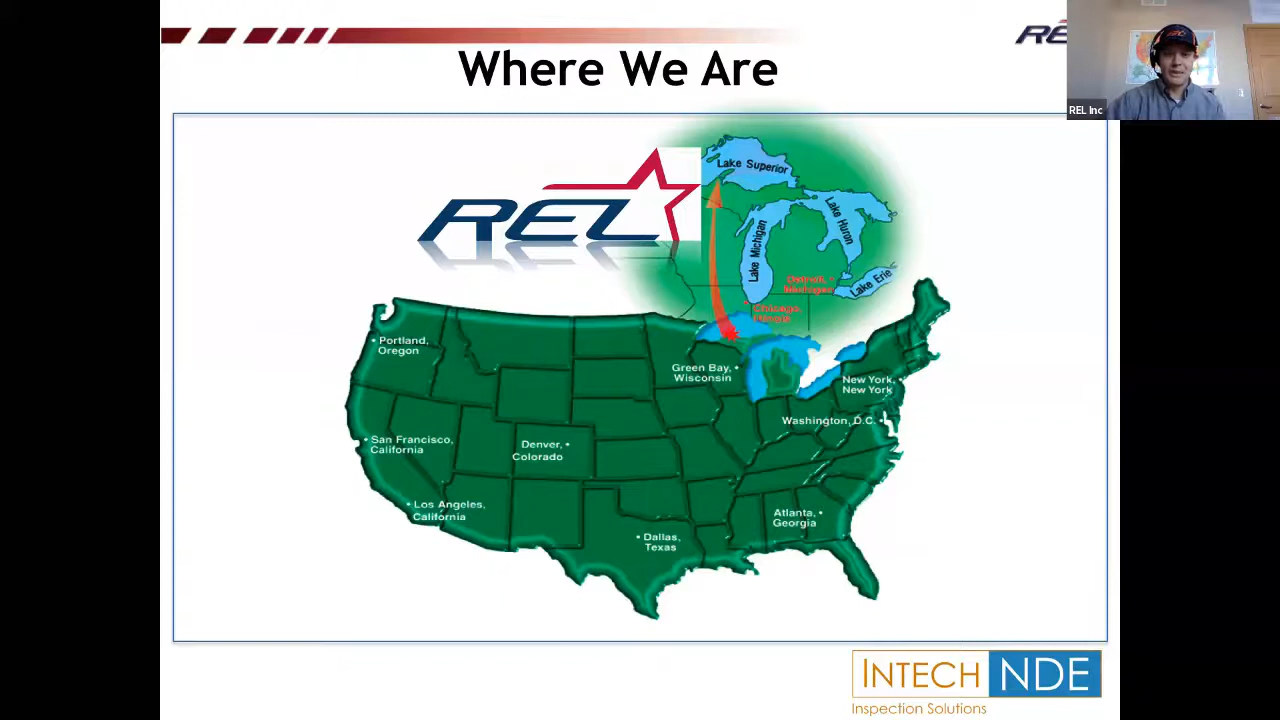 Where We Are
RE
REL Inc
REL
Lake Superior
Lake Huron
Lake Michigan
Lake Erie
Detroit,
Michigan
Chicago,
Illinois
Portland,
Oregon
Green Bay,
Wisconsin
New York,
New York
Washington, D.C.
San Francisco,
California
Denver,
Colorado
Los Angeles,
California
Atlanta,
Georgia
Dallas,
Texas
INTECH NDE
Inspection Solutions